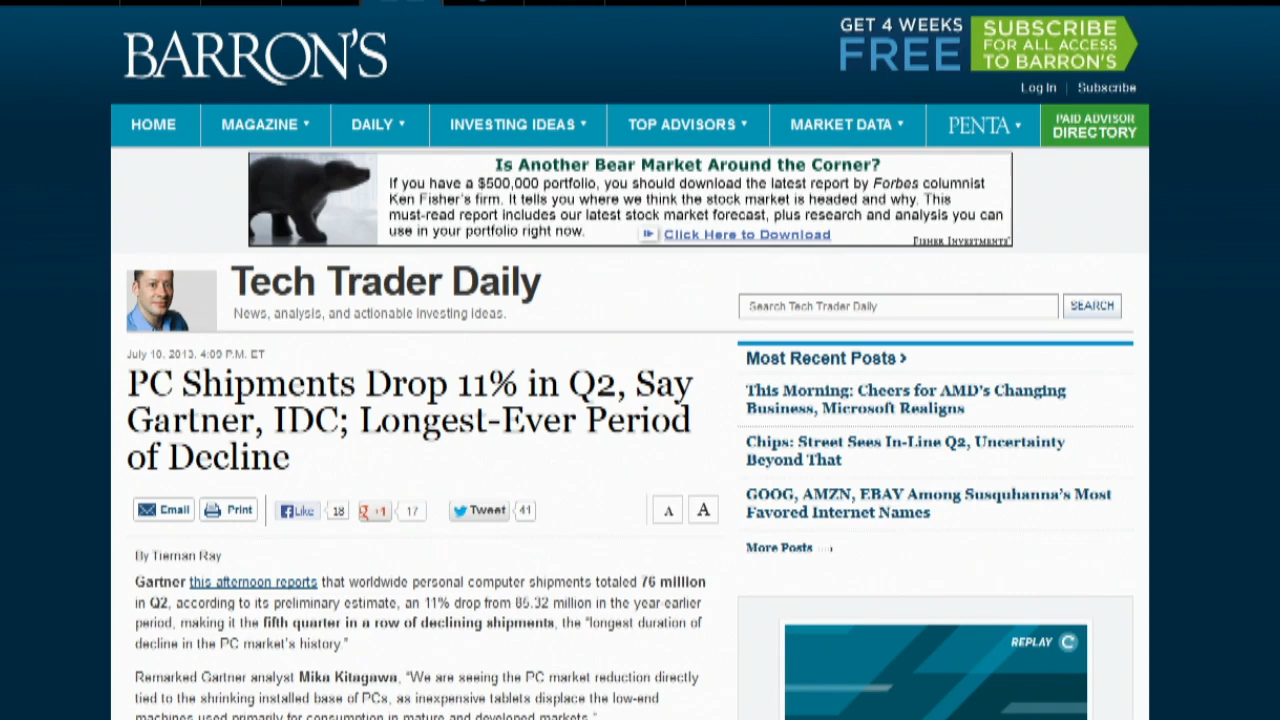 BARRON'S
GET 4 WEEKS
FREE
SUBSCRIBE
FOR ALL ACCESS
TO BARRON'S
Log In | Subscribe
HOME
MAGAZINE
DAILY
INVESTING IDEAS
TOP ADVISORS
MARKET DATA
PENTA
PAID ADVISOR
DIRECTORY
Is Another Bear Market Around the Corner?
If you have a $500,000 portfolio, you should download the latest report by Forbes columnist
Ken Fisher's firm. It tells you where we think the stock market is headed and why. This
must-read report includes our latest stock market forecast, plus research and analysis you can
use in your portfolio right now.
Click Here to Download
FISHER INVESTMENTS
Tech Trader Daily
News, analysis, and actionable investing ideas.
Search Tech Trader Daily
SEARCH
July 10, 2013, 4:09 P.M. ET
PC Shipments Drop 11% in Q2, Say
Gartner, IDC; Longest-Ever Period
of Decline
Email
Print
Like
18
+1
17
Tweet
41
A
A
By Tiernan Ray
Gartner this afternoon reports that worldwide personal computer shipments totaled 76 million
in Q2, according to its preliminary estimate, an 11% drop from 85.32 million in the year-earlier
period, making it the fifth quarter in a row of declining shipments, the "longest duration of
decline in the PC market's history."
Remarked Gartner analyst Mika Kitagawa, "We are seeing the PC market reduction directly
tied to the shrinking installed base of PCs, as inexpensive tablets displace the low-end
machines used primarily for consumption in mature and developed markets."
Most Recent Posts
This Morning: Cheers for AMD's Changing
Business, Microsoft Realigns
Chips: Street Sees In-Line Q2, Uncertainty
Beyond That
GOOG, AMZN, EBAY Among Susquhanna's Most
Favored Internet Names
More Posts
REPLAY